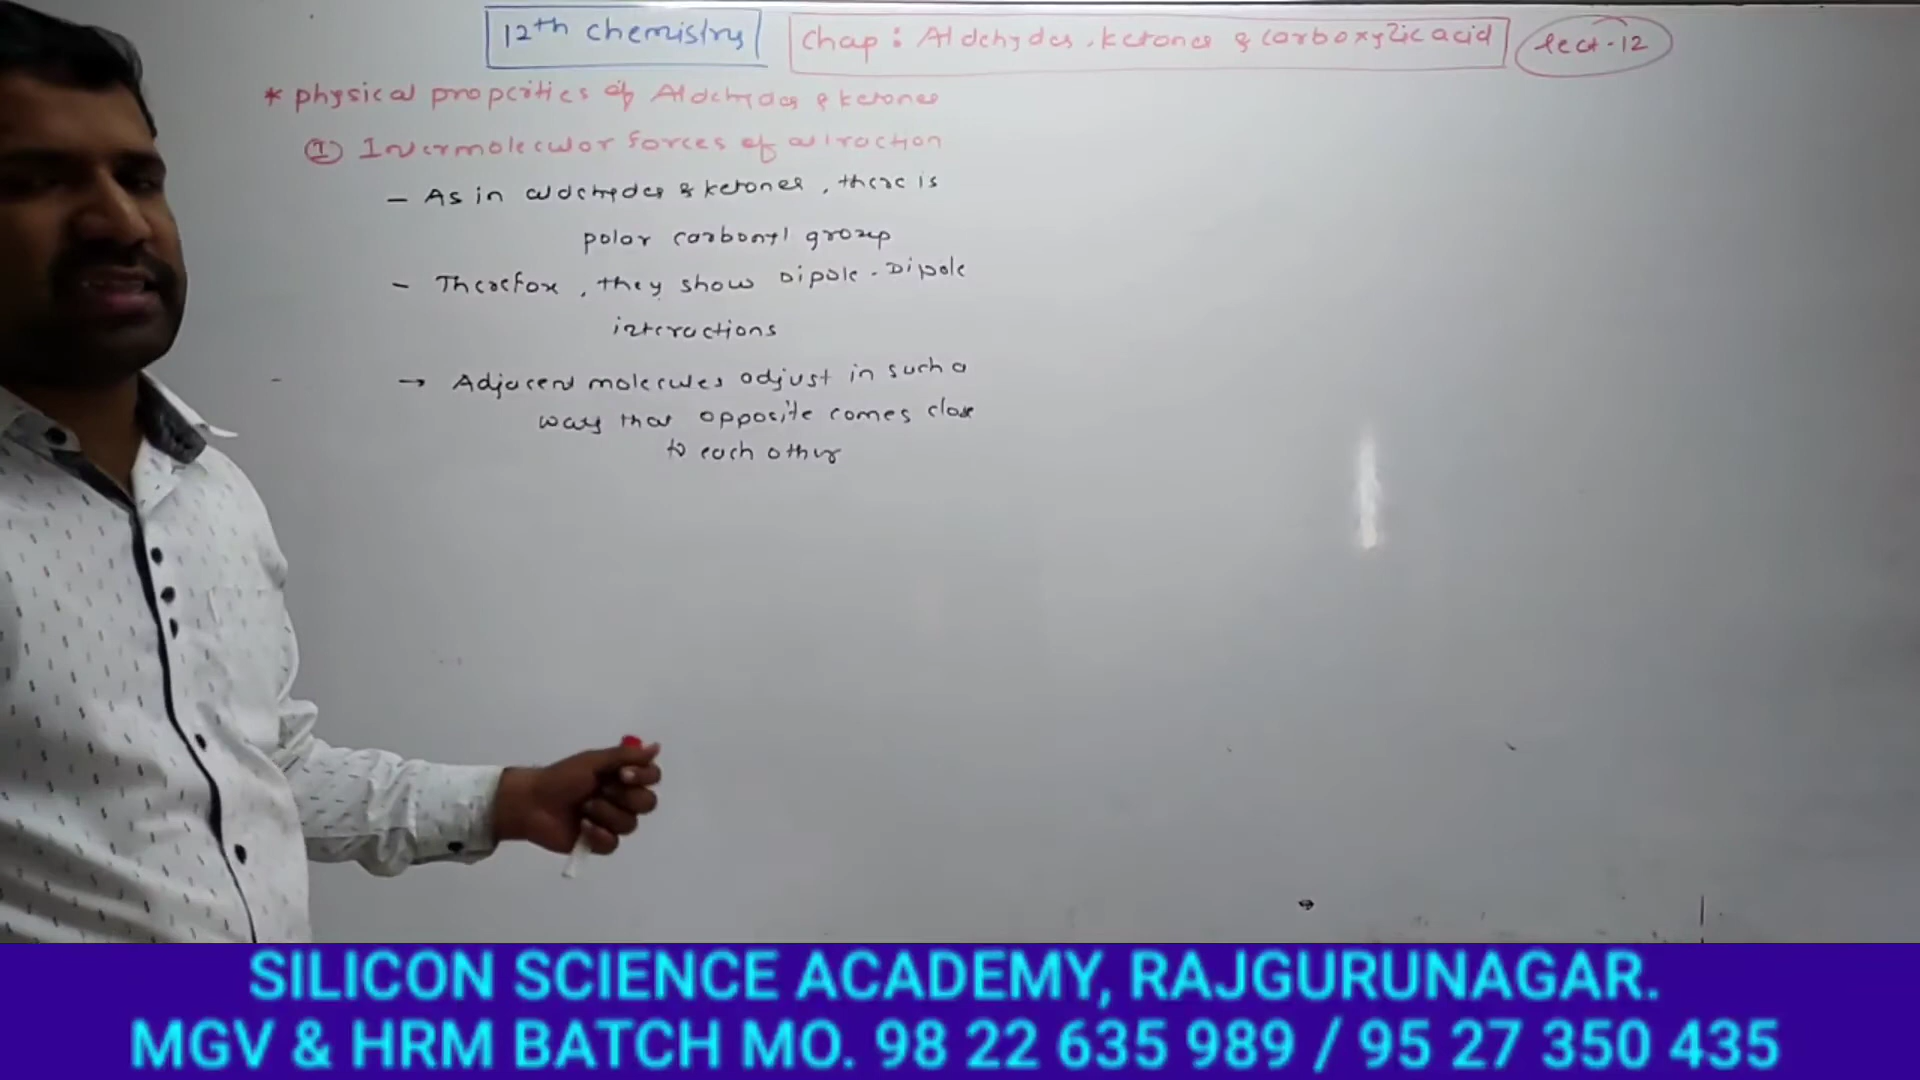 12th chemistry
Chap: Aldehydes, ketones & carboxylic acid
lect-12
* physical properties of Aldehydes & ketones
① Intermolecular forces of attraction
- As in aldehydes & ketones, there is
polar carbonyl group
- Therefore, they show Dipole-Dipole
interactions
→ Adjacent molecules adjust in such a
way that opposite comes close
to each other
SILICON SCIENCE ACADEMY, RAJGURUNAGAR.
MGV & HRM BATCH MO. 98 22 635 989 / 95 27 350 435